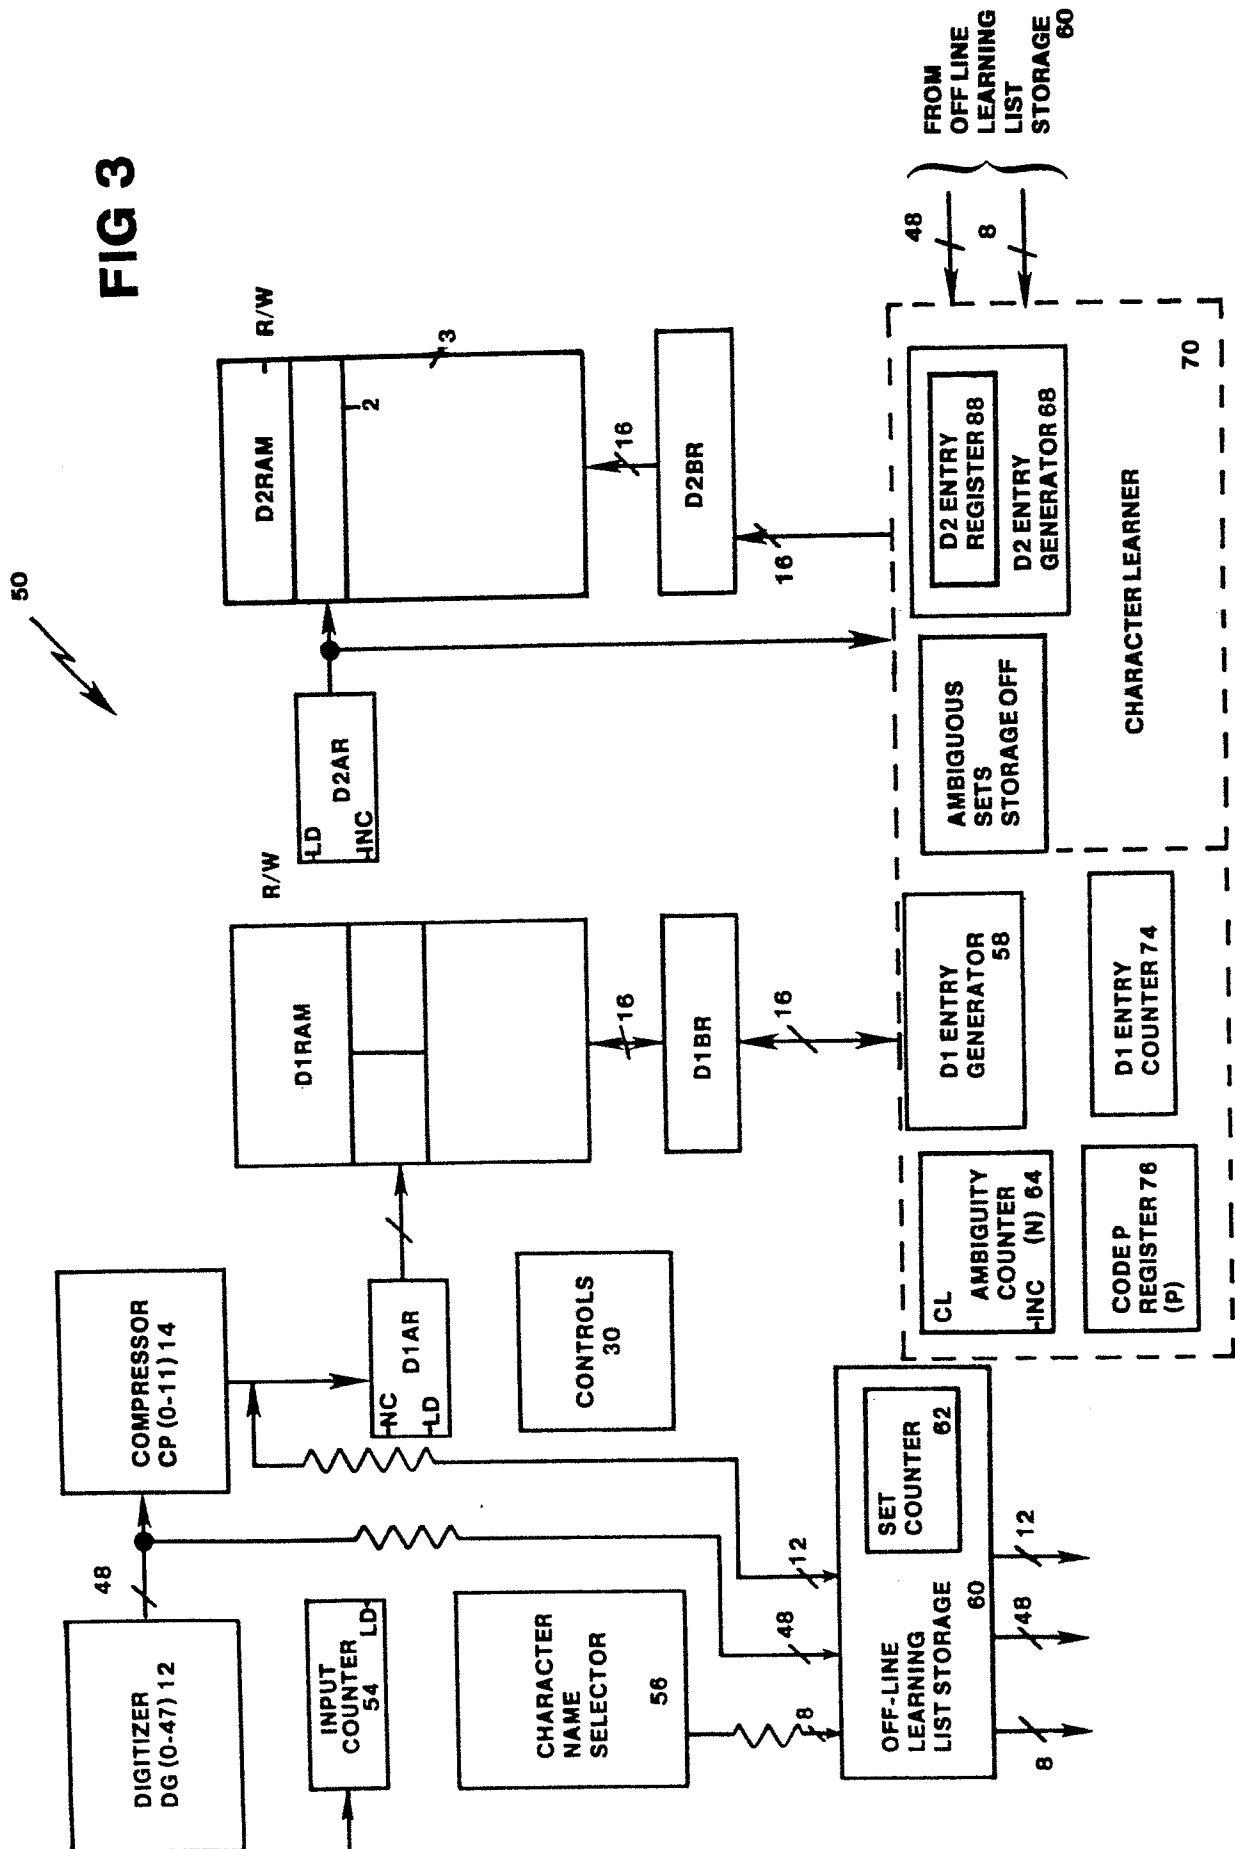 FIG 3
50
DIGITIZER
DG (0-47) 12
48
COMPRESSOR
CP (0-11) 14
INPUT
COUNTER
54
LD
CHARACTER
NAME
SELECTOR
56
8
48
12
OFF-LINE
LEARNING
LIST STORAGE
60
SET
COUNTER
62
8
48
12
NC
LD
D1AR
CONTROLS
30
D1RAM
R/W
16
D1BR
16
LD
INC
D2AR
D2RAM
R/W
2
3
16
D2BR
16
CL
AMBIGUITY
COUNTER
INC (N) 64
CODE P
REGISTER 76
(P)
D1 ENTRY
GENERATOR
58
D1 ENTRY
COUNTER 74
AMBIGUOUS
SETS
STORAGE OFF
D2 ENTRY
REGISTER 88
D2 ENTRY
GENERATOR 68
CHARACTER LEARNER
70
48
8
FROM
OFF LINE
LEARNING
LIST
STORAGE
60